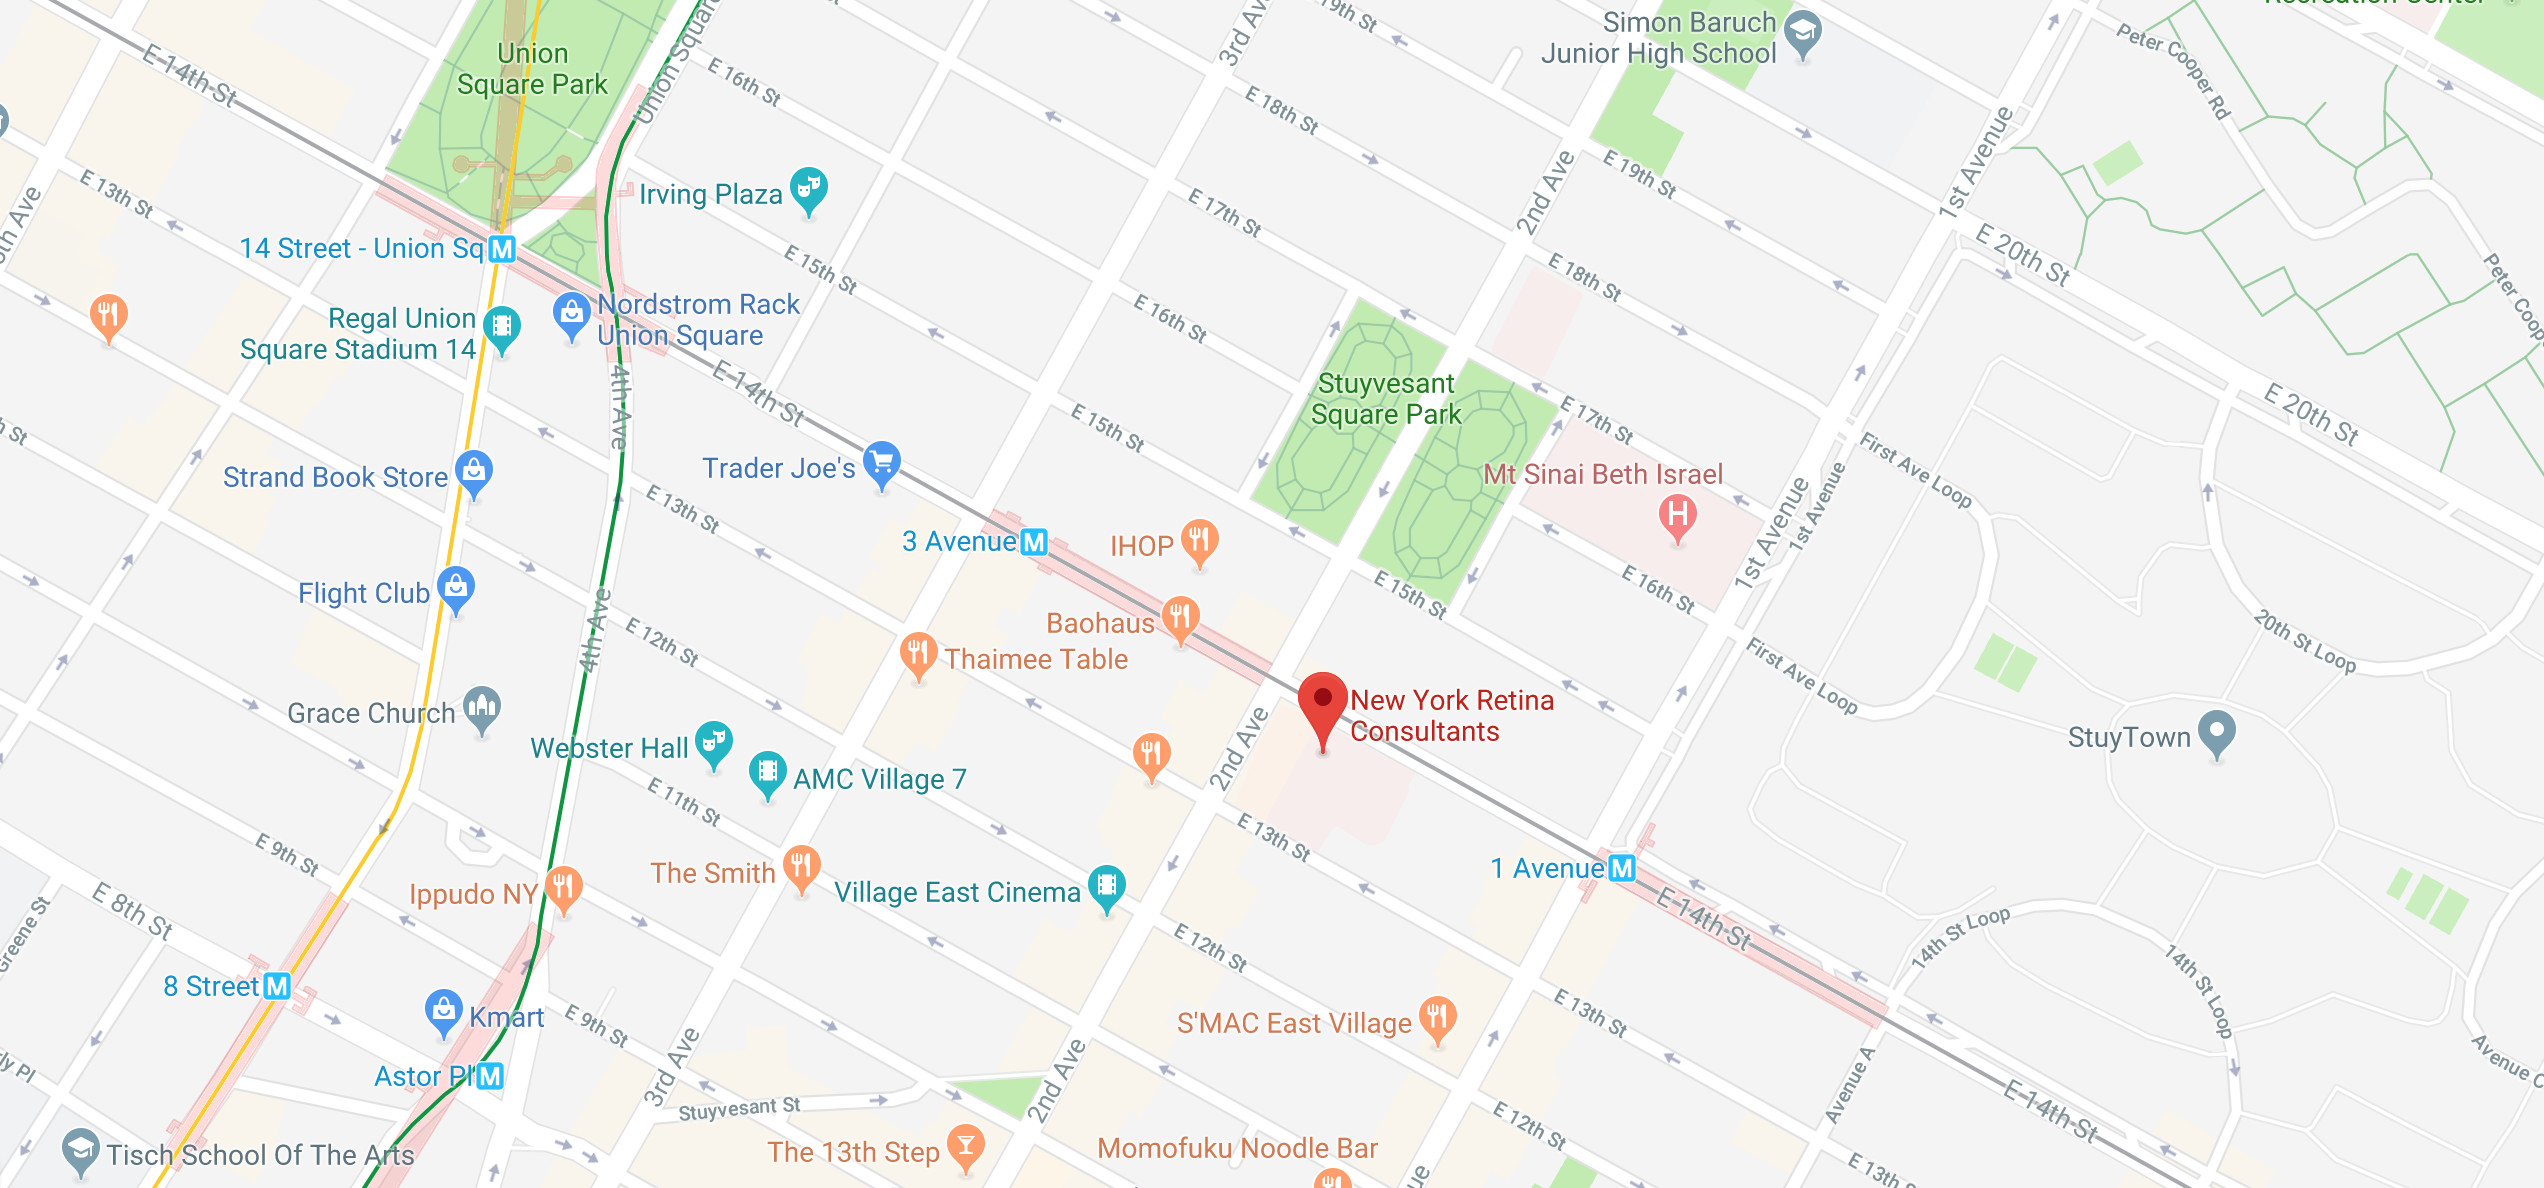 Union
Square Park
E 14th St
Union Square
E 16th St
3rd Ave
E 18th St
19th St
Simon Baruch
Junior High School
Peter Cooper Rd
E 13th St
Irving Plaza
E 15th St
E 17th St
2nd Ave
E 19th St
1st Avenue
E 20th St
14 Street - Union Sq
Nordstrom Rack
Union Square
Regal Union
Square Stadium 14
E 16th St
E 18th St
4th Ave
E 14th St
Stuyvesant
Square Park
E 17th St
E 20th St
E 15th St
Strand Book Store
Trader Joe's
Mt Sinai Beth Israel
First Ave Loop
E 13th St
3 Avenue
IHOP
1st Avenue
1st Avenue
Flight Club
4th Ave
E 12th St
Baohaus
E 15th St
E 16th St
Thaimee Table
First Ave Loop
20th St Loop
Grace Church
New York Retina
Consultants
Webster Hall
AMC Village 7
2nd Ave
StuyTown
E 11th St
E 9th St
E 13th St
The Smith
Village East Cinema
1 Avenue
E 8th St
Ippudo NY
E 14th St
14th St Loop
Greene St
E 12th St
14th St Loop
8 Street
Kmart
E 9th St
S'MAC East Village
E 13th St
Astor Pl
3rd Ave
2nd Ave
Avenue A
Avenue C
Stuyvesant St
E 12th St
E 14th St
Tisch School Of The Arts
The 13th Step
Momofuku Noodle Bar
E 13th S